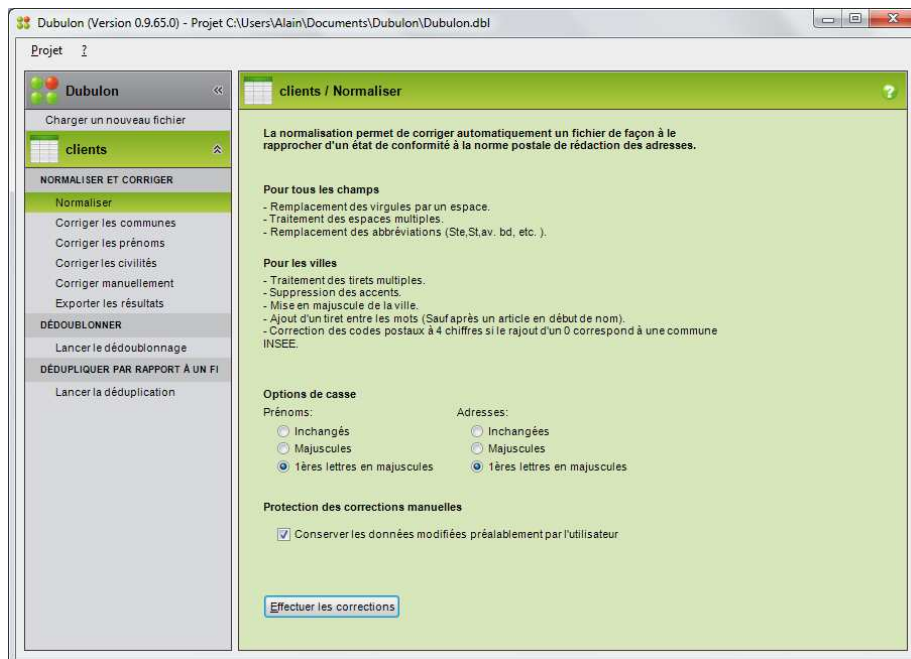 Dubulon (Version 0.9.65.0) - Projet C:\Users\Alain\Documents\Dubulon\Dubulon.dbl
Projet ?
Dubulon
Charger un nouveau fichier
clients
NORMALISER ET CORRIGER
Normaliser
Corriger les communes
Corriger les prénoms
Corriger les civilités
Corriger manuellement
Exporter les résultats
DÉDOUBLONNER
Lancer le dédoublonnage
DÉDUPLIQUER PAR RAPPORT À UN FI
Lancer la déduplication
clients / Normaliser
?
La normalisation permet de corriger automatiquement un fichier de façon à le
rapprocher d'un état de conformité à la norme postale de rédaction des adresses.
Pour tous les champs
- Remplacement des virgules par un espace.
- Traitement des espaces multiples.
- Remplacement des abbréviations (Ste,St,av. bd, etc. ).
Pour les villes
- Traitement des tirets multiples.
- Suppression des accents.
- Mise en majuscule de la ville.
- Ajout d'un tiret entre les mots (Sauf après un article en début de nom).
- Correction des codes postaux à 4 chiffres si le rajout d'un 0 correspond à une commune
INSEE.
Options de casse
Prénoms: Adresses:
Inchangés Inchangées
Majuscules Majuscules
1ères lettres en majuscules 1ères lettres en majuscules
Protection des corrections manuelles
Conserver les données modifiées préalablement par l'utilisateur
Effectuer les corrections